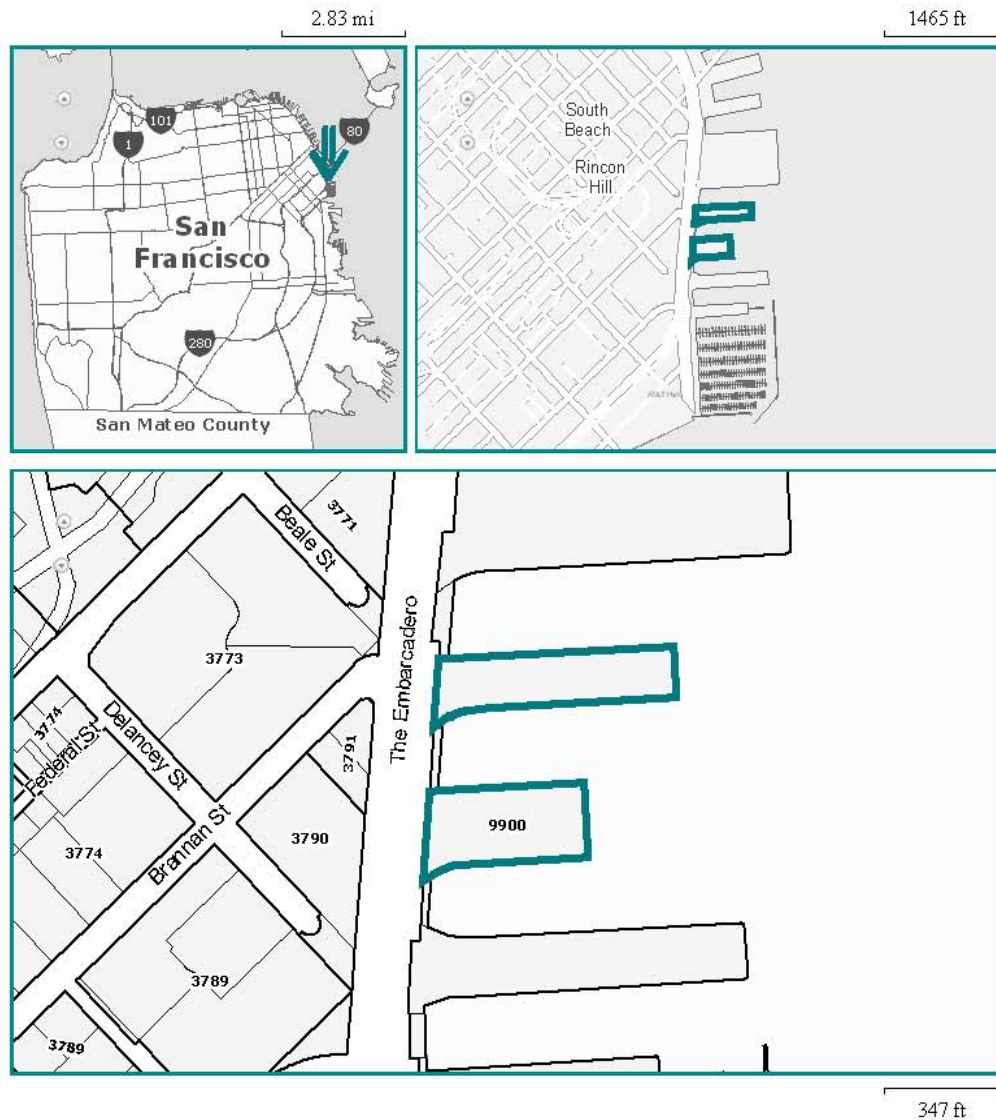 2.83 mi
1465 ft
101
1
80
San
Francisco
280
San Mateo County
South
Beach
Rincon
Hill
3771
Beale St
The Embarcadero
3773
3774
Federal St
Delancey St
3791
9900
3790
3774
Brannan St
3789
3789
347 ft